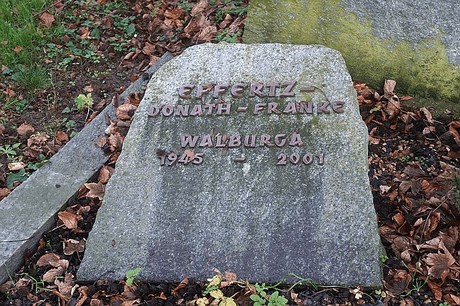 EFFERTZ-
DONATH-FRANKE
WALBURGA
1945 - 2001